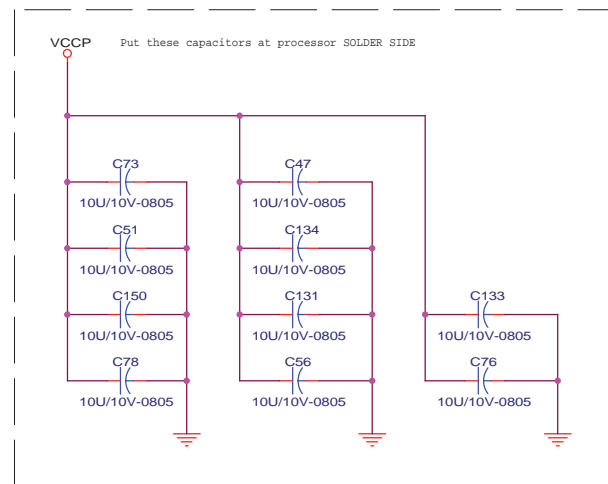 VCCP
Put these capacitors at processor SOLDER SIDE
C73
10U/10V-0805
C51
10U/10V-0805
C150
10U/10V-0805
C78
10U/10V-0805
C47
10U/10V-0805
C134
10U/10V-0805
C131
10U/10V-0805
C56
10U/10V-0805
C133
10U/10V-0805
C76
10U/10V-0805